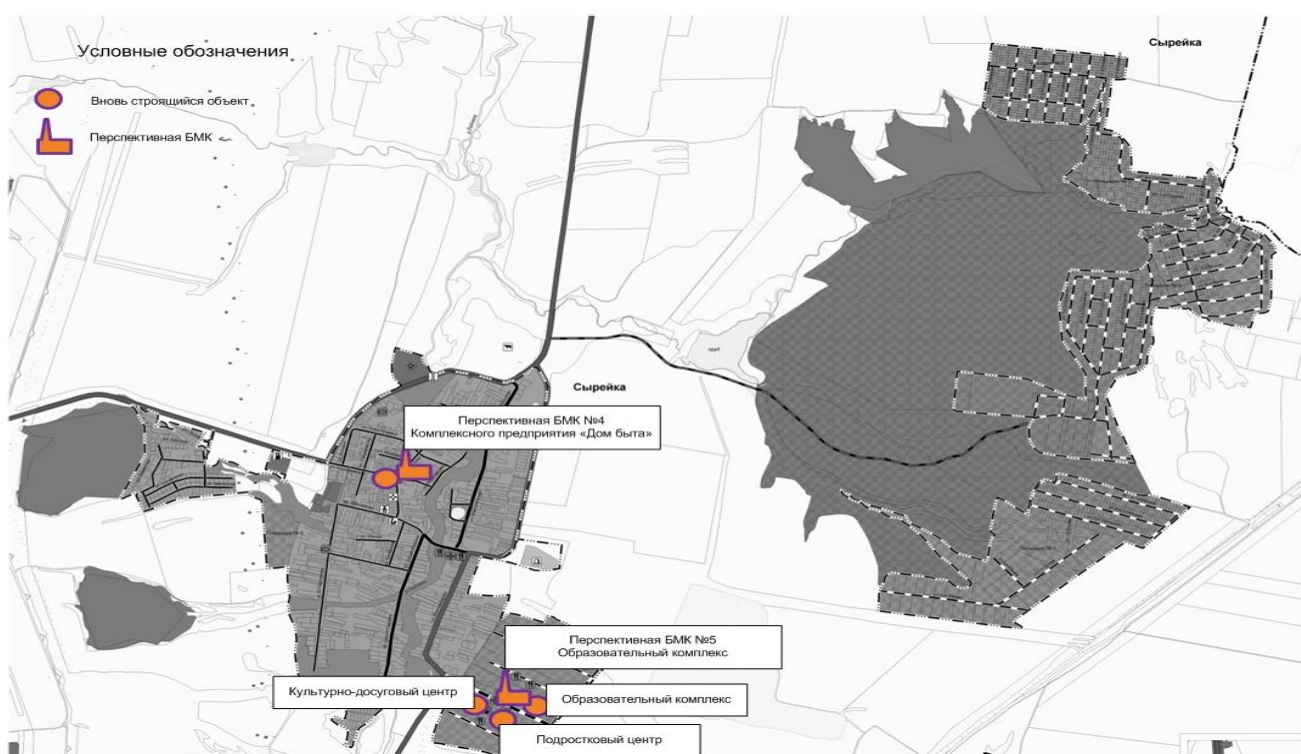 Условные обозначения
Вновь строящийся объект
Перспективная БМК
Сырейка
пруд
Сырейка
Перспективная БМК №4
Комплексного предприятия «Дом быта»
Перспективная БМК №5
Образовательный комплекс
Культурно-досуговый центр
Образовательный комплекс
Подростковый центр